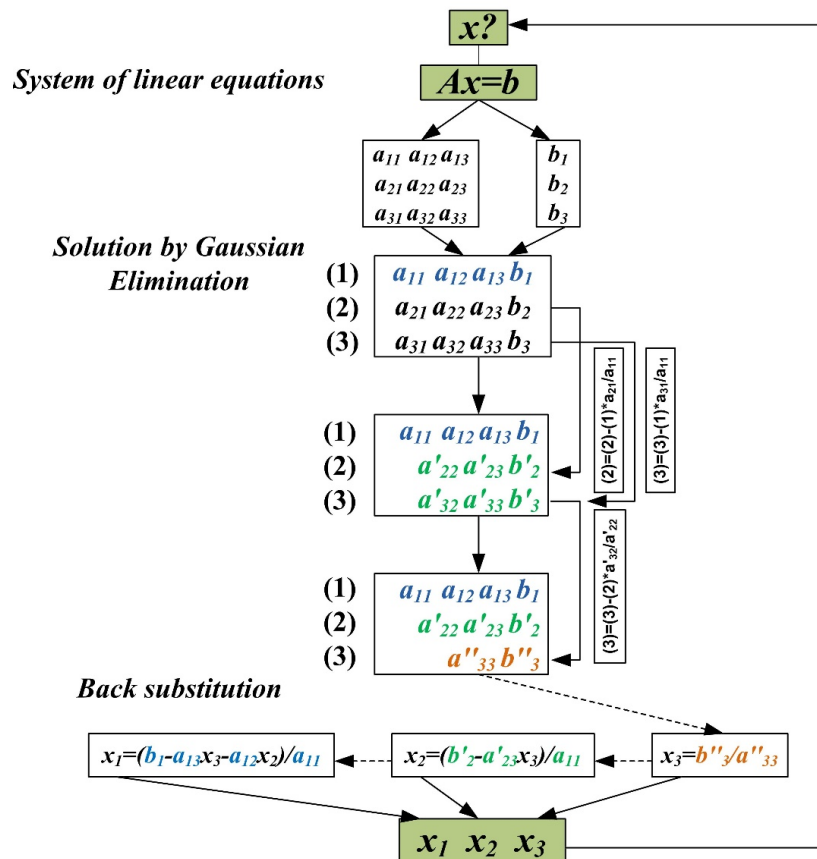 x?
System of linear equations
Ax=b
a₁₁ a₁₂ a₁₃
a₂₁ a₂₂ a₂₃
a₃₁ a₃₂ a₃₃
b₁
b₂
b₃
Solution by Gaussian
Elimination
(1) a₁₁ a₁₂ a₁₃ b₁
(2) a₂₁ a₂₂ a₂₃ b₂
(3) a₃₁ a₃₂ a₃₃ b₃
(2)=(2)-(1)*a₂₁/a₁₁
(3)=(3)-(1)*a₃₁/a₁₁
(1) a₁₁ a₁₂ a₁₃ b₁
(2) a'₂₂ a'₂₃ b'₂
(3) a'₃₂ a'₃₃ b'₃
(3)=(3)-(2)*a'₃₂/a'₂₂
(1) a₁₁ a₁₂ a₁₃ b₁
(2) a'₂₂ a'₂₃ b'₂
(3) a''₃₃ b''₃
Back substitution
x₁=(b₁-a₁₃x₃-a₁₂x₂)/a₁₁
x₂=(b'₂-a'₂₃x₃)/a₁₁
x₃=b''₃/a''₃₃
x₁ x₂ x₃